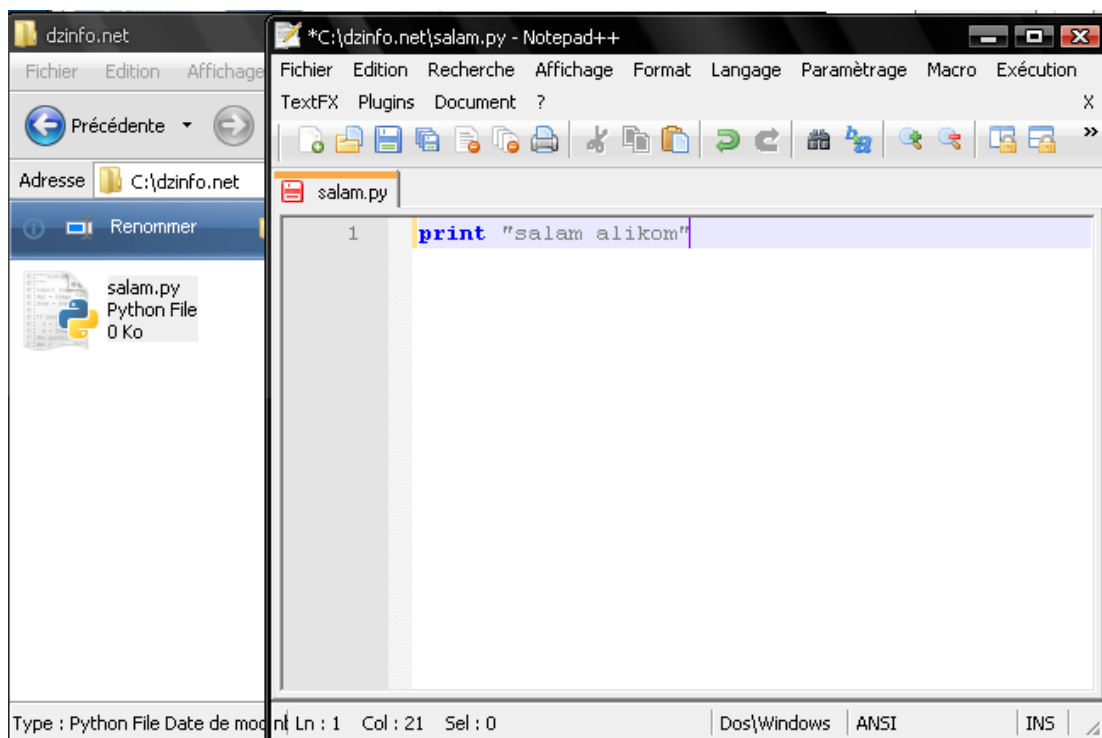 dzinfo.net
Fichier Edition Affichage
Précédente
Adresse C:\dzinfo.net
Renommer
salam.py
Python File
0 Ko
Type : Python File Date de mod
*C:\dzinfo.net\salam.py - Notepad++
Fichier Edition Recherche Affichage Format Langage Paramètrage Macro Exécution
TextFX Plugins Document ? X
salam.py
1 print "salam alikom"
Ln : 1 Col : 21 Sel : 0 Dos\Windows ANSI INS